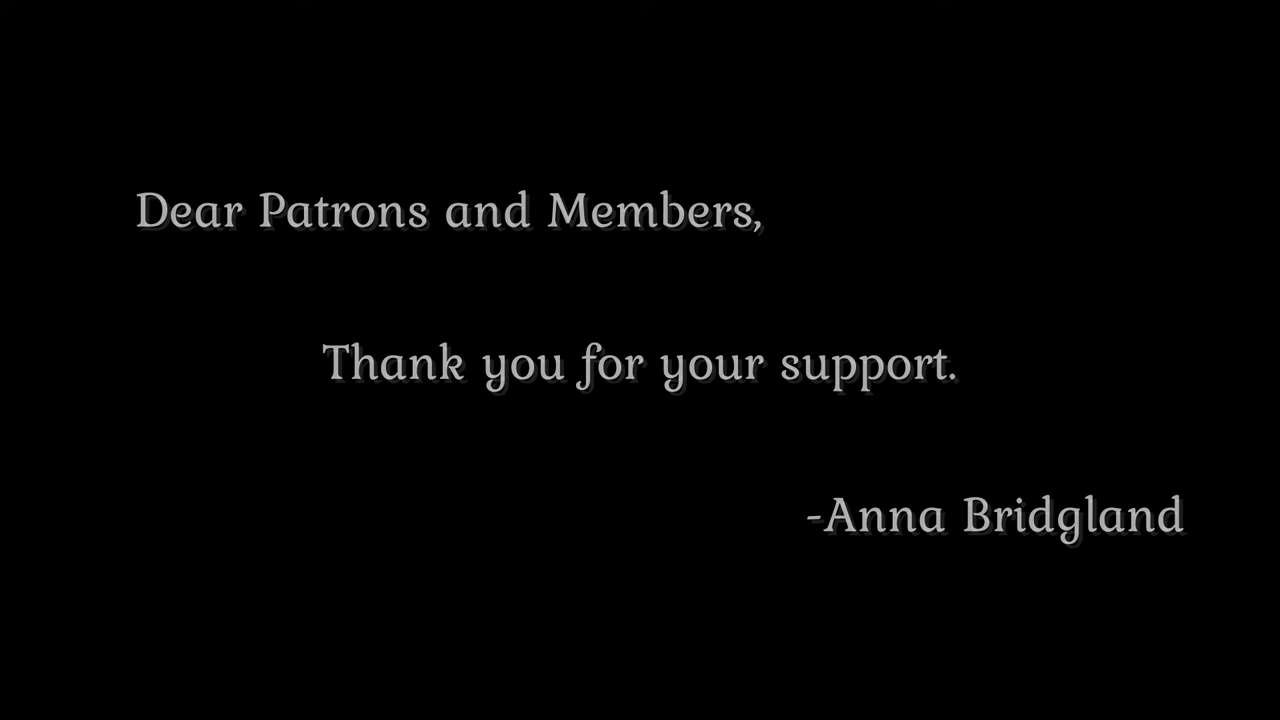 Dear Patrons and Members,
Thank you for your support.
-Anna Bridgland